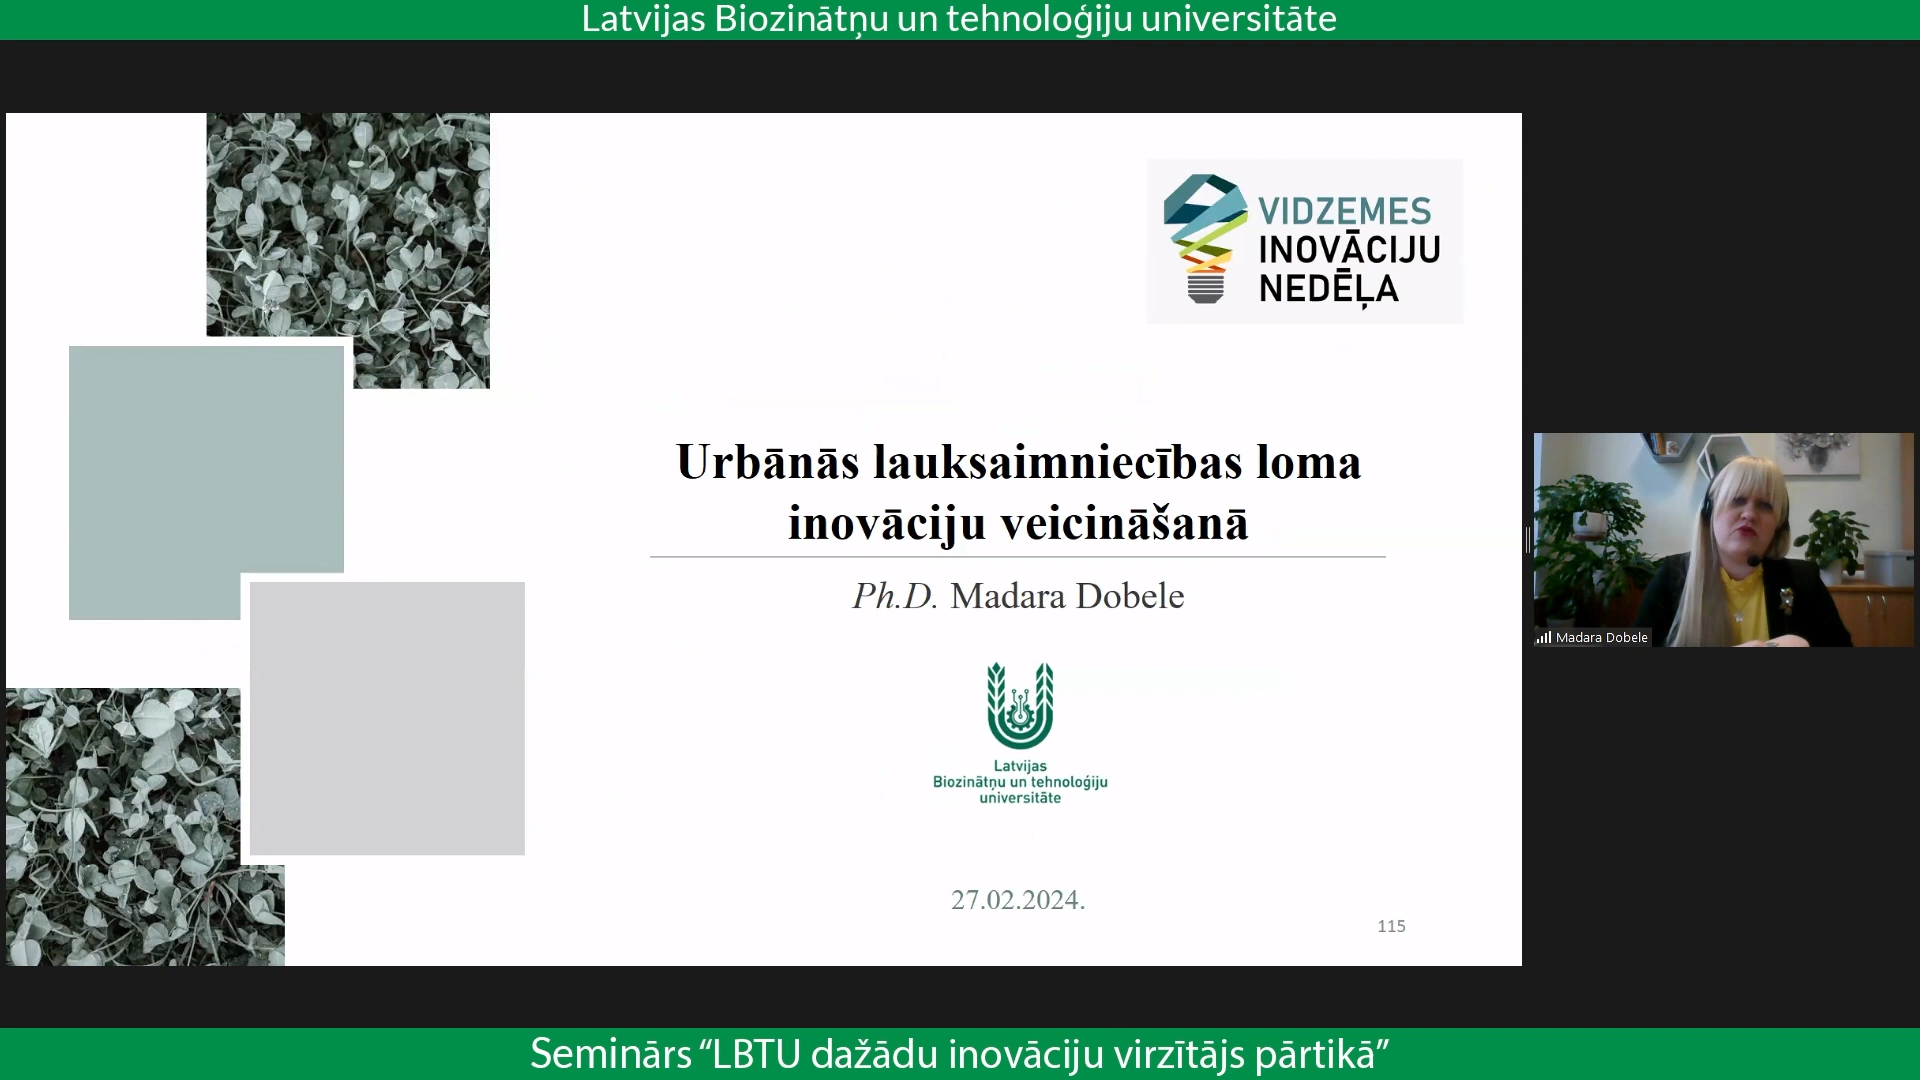 Latvijas Biozinātņu un tehnoloģiju universitāte
VIDZEMES
INOVĀCIJU
NEDĒĻA
Urbānās lauksaimniecības loma
inovāciju veicināšanā
Ph.D. Madara Dobele
Latvijas
Biozinātņu un tehnoloģiju
universitāte
27.02.2024.
115
Madara Dobele
Seminārs “LBTU dažādu inovāciju virzītājs pārtikā”